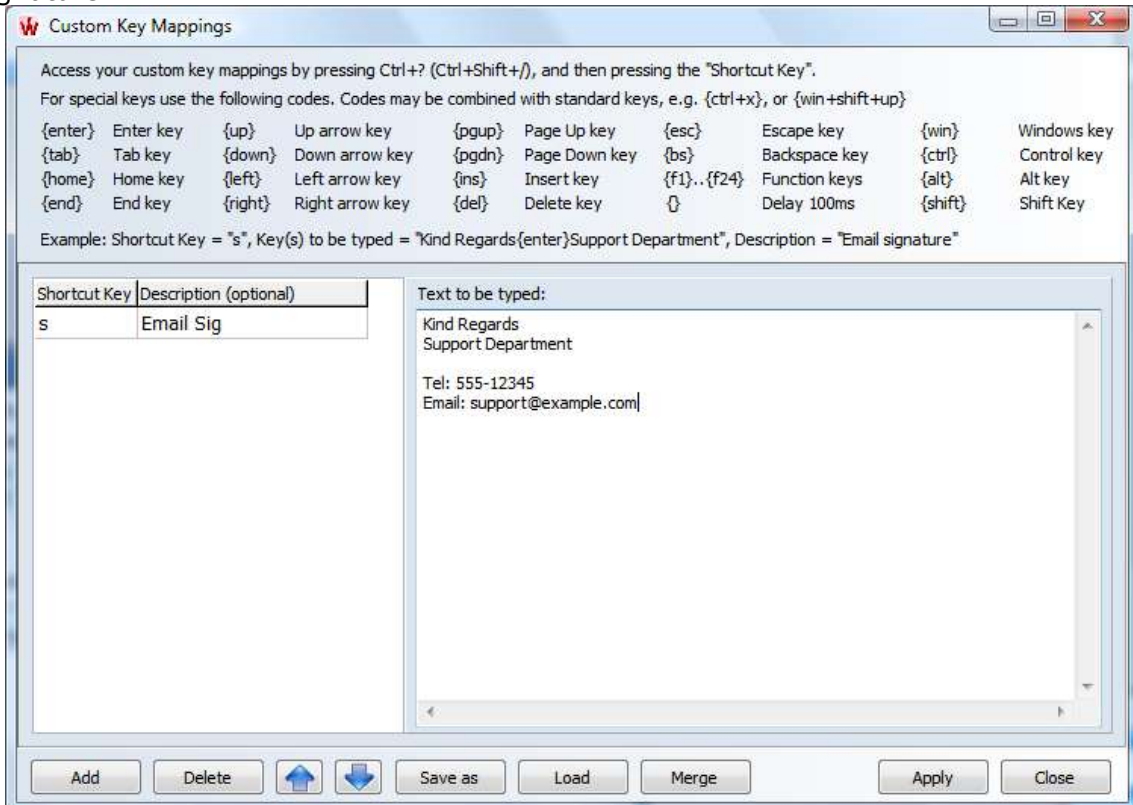 Custom Key Mappings
Access your custom key mappings by pressing Ctrl+? (Ctrl+Shift+/), and then pressing the "Shortcut Key".
For special keys use the following codes. Codes may be combined with standard keys, e.g. {ctrl+x}, or {win+shift+up}
{enter} Enter key {up} Up arrow key {pgup} Page Up key {esc} Escape key {win} Windows key
{tab} Tab key {down} Down arrow key {pgdn} Page Down key {bs} Backspace key {ctrl} Control key
{home} Home key {left} Left arrow key {ins} Insert key {f1}..{f24} Function keys {alt} Alt key
{end} End key {right} Right arrow key {del} Delete key {} Delay 100ms {shift} Shift Key
Example: Shortcut Key = "s", Key(s) to be typed = "Kind Regards{enter}Support Department", Description = "Email signature"
Shortcut Key Description (optional)
s Email Sig
Text to be typed:
Kind Regards
Support Department
Tel: 555-12345
Email: support@example.com
Add Delete Save as Load Merge Apply Close